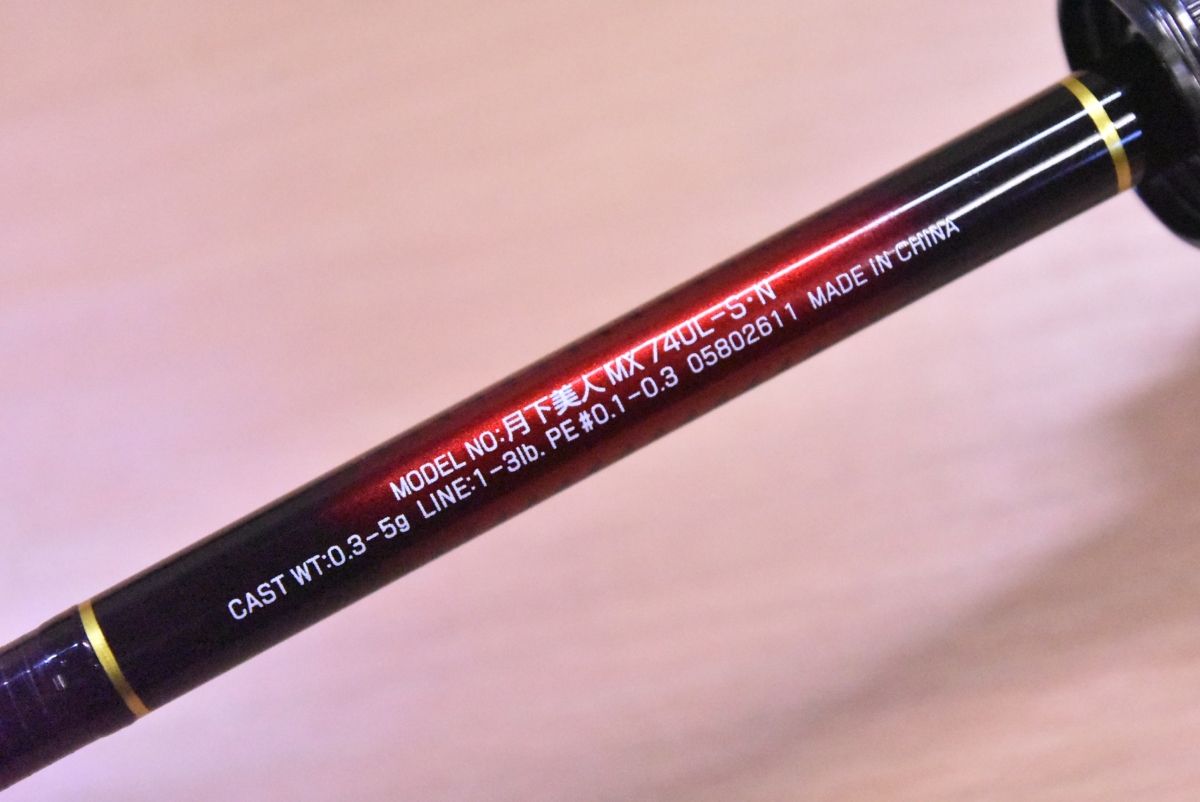 MODEL NO:月下美人 MX 74UL-S・N
CAST WT:0.3-5g LINE:1-3lb. PE #0.1-0.3 05802611 MADE IN CHINA